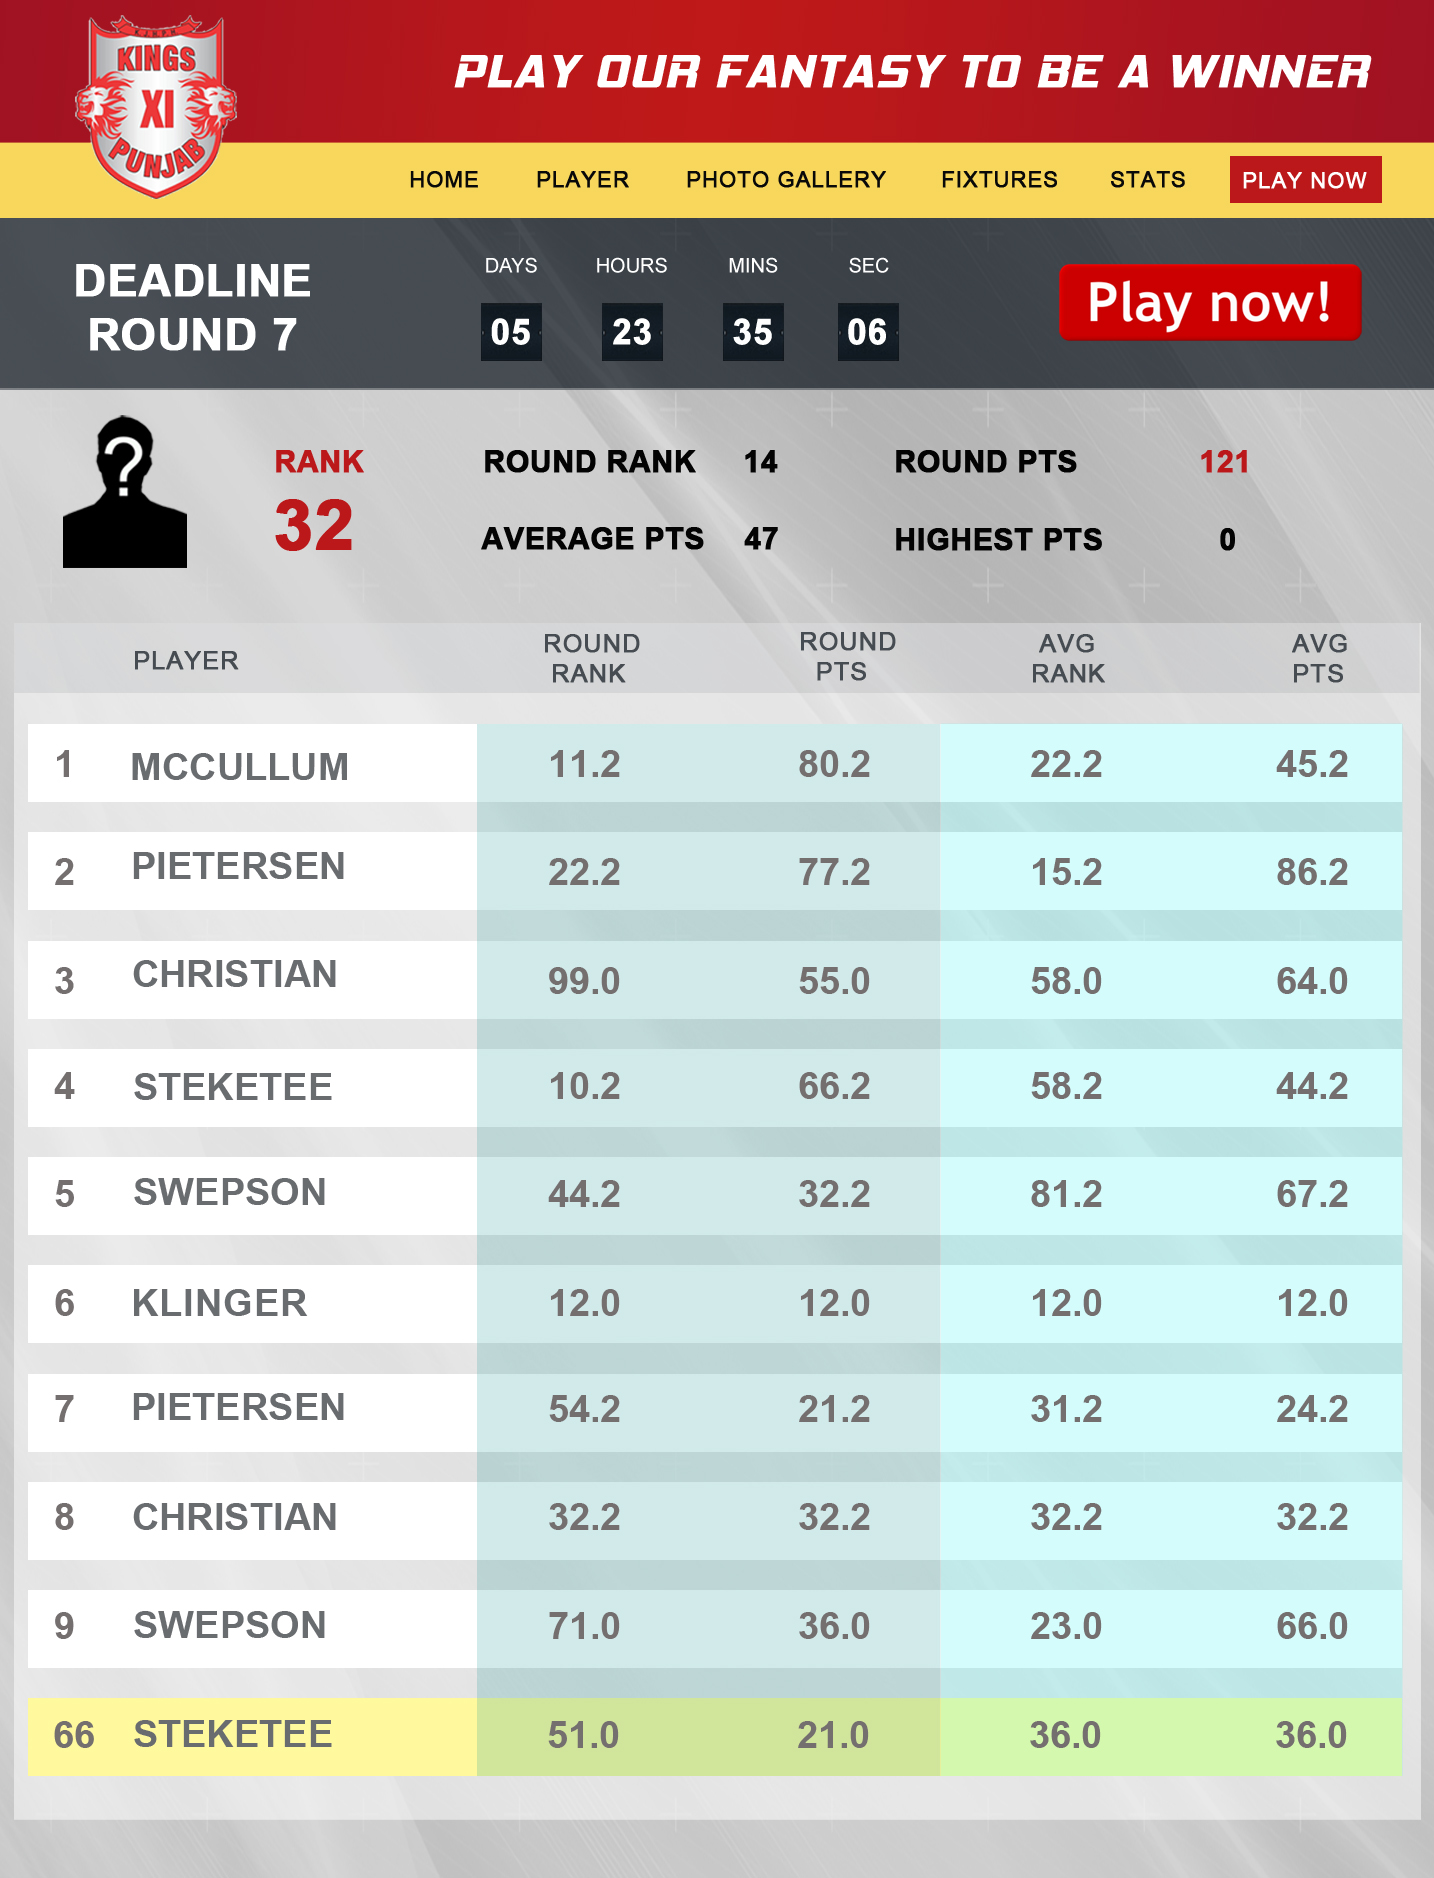 KINGS
XI
PUNJAB
PLAY OUR FANTASY TO BE A WINNER
HOME PLAYER PHOTO GALLERY FIXTURES STATS PLAY NOW
DEADLINE
ROUND 7
DAYS HOURS MINS SEC
05 23 35 06
Play now!
?
RANK
32
ROUND RANK 14 ROUND PTS 121
AVERAGE PTS 47 HIGHEST PTS 0
PLAYER ROUND RANK ROUND PTS AVG RANK AVG PTS
1 MCCULLUM 11.2 80.2 22.2 45.2
2 PIETERSEN 22.2 77.2 15.2 86.2
3 CHRISTIAN 99.0 55.0 58.0 64.0
4 STEKETEE 10.2 66.2 58.2 44.2
5 SWEPSON 44.2 32.2 81.2 67.2
6 KLINGER 12.0 12.0 12.0 12.0
7 PIETERSEN 54.2 21.2 31.2 24.2
8 CHRISTIAN 32.2 32.2 32.2 32.2
9 SWEPSON 71.0 36.0 23.0 66.0
66 STEKETEE 51.0 21.0 36.0 36.0